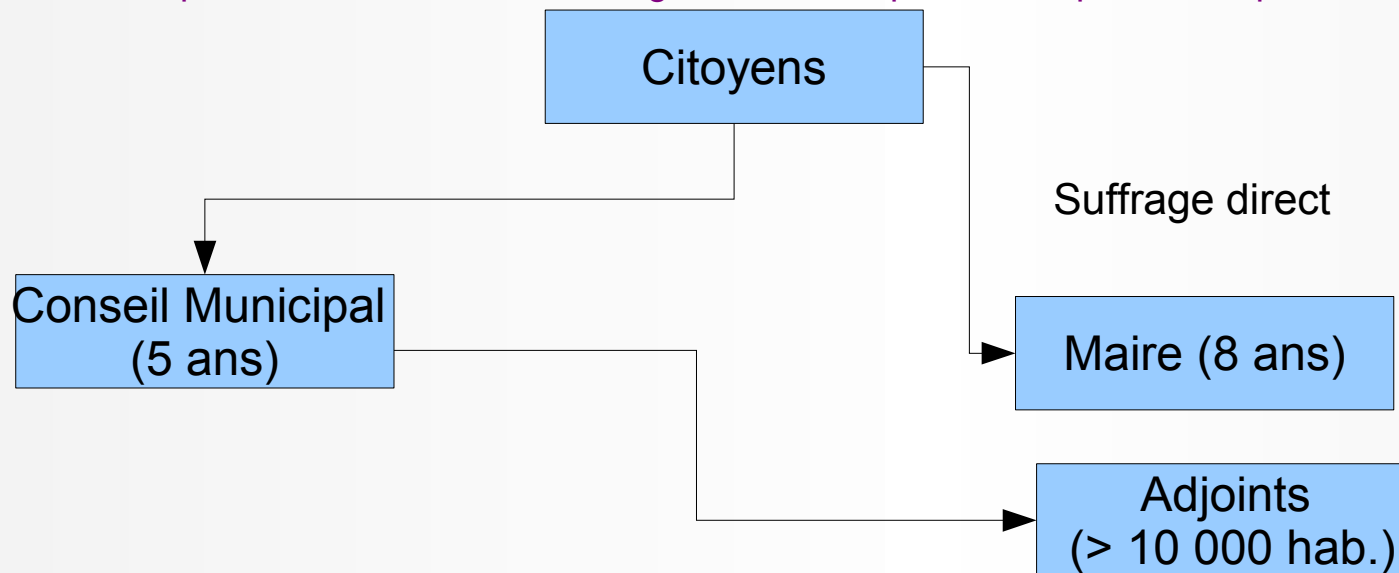 Citoyens
Suffrage direct
Conseil Municipal
(5 ans)
Maire (8 ans)
Adjoints
(> 10 000 hab.)